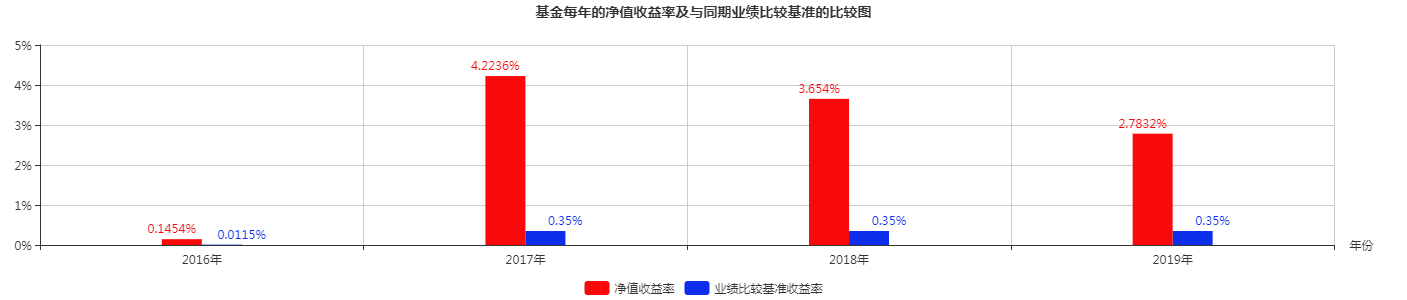 基金每年的净值收益率及与同期业绩比较基准的比较图
5%
4%
3%
2%
1%
0%
0.1454%
0.0115%
4.2236%
0.35%
3.654%
0.35%
2.7832%
0.35%
2016年
2017年
2018年
2019年
年份
净值收益率
业绩比较基准收益率